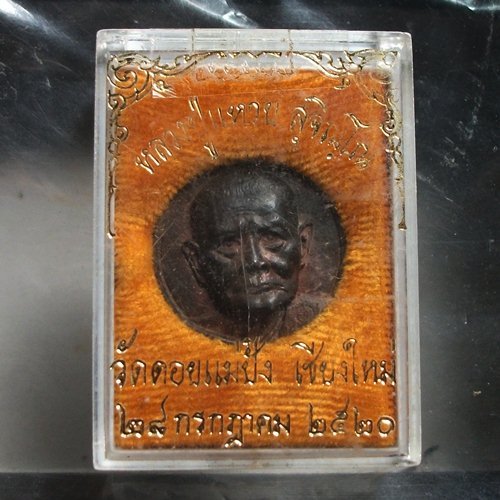 หลวงปู่แหวน สุจิณฺโณ
วัดดอยแม่ปั๋ง เชียงใหม่
๒๘ กรกฎาคม ๒๕๒๐